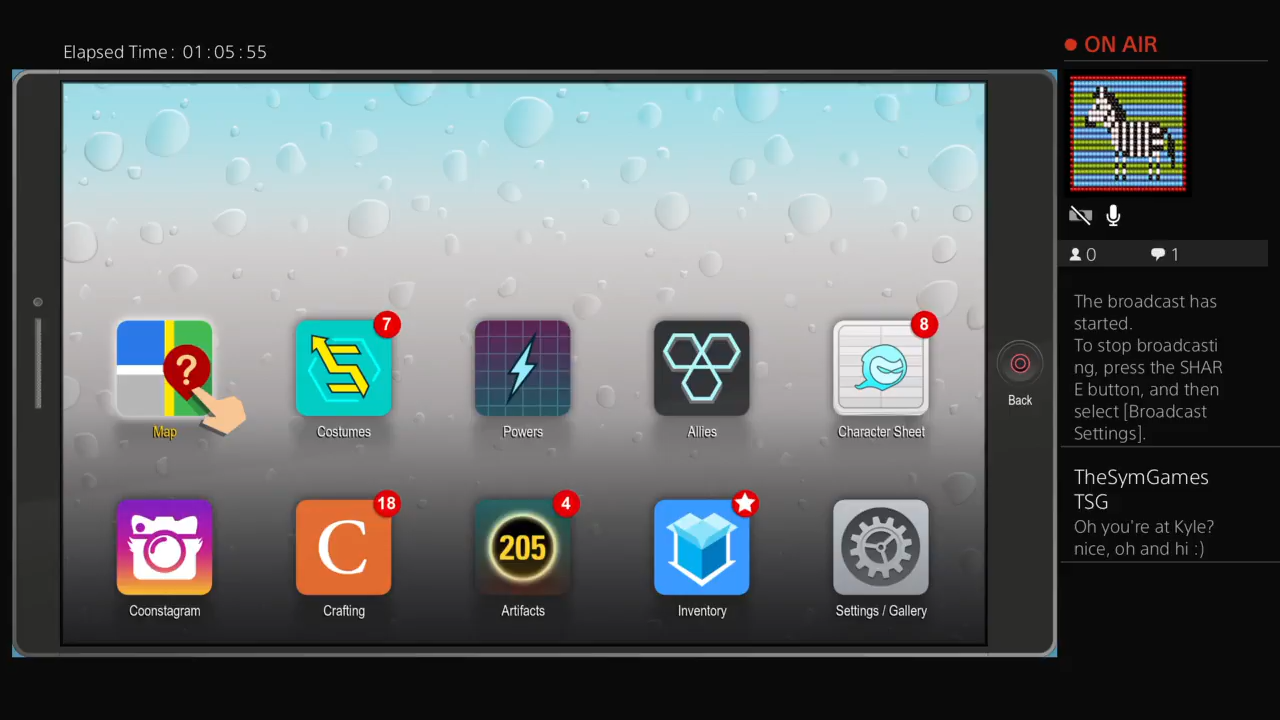 Elapsed Time: 01:05:55
ON AIR
0
1
The broadcast has
started.
To stop broadcasti
ng, press the SHAR
E button, and then
select [Broadcast
Settings].
TheSymGames
TSG
Oh you're at Kyle?
nice, oh and hi :)
?
7
8
Map
Costumes
Powers
Allies
Character Sheet
Back
18
4
C
205
Coonstagram
Crafting
Artifacts
Inventory
Settings / Gallery